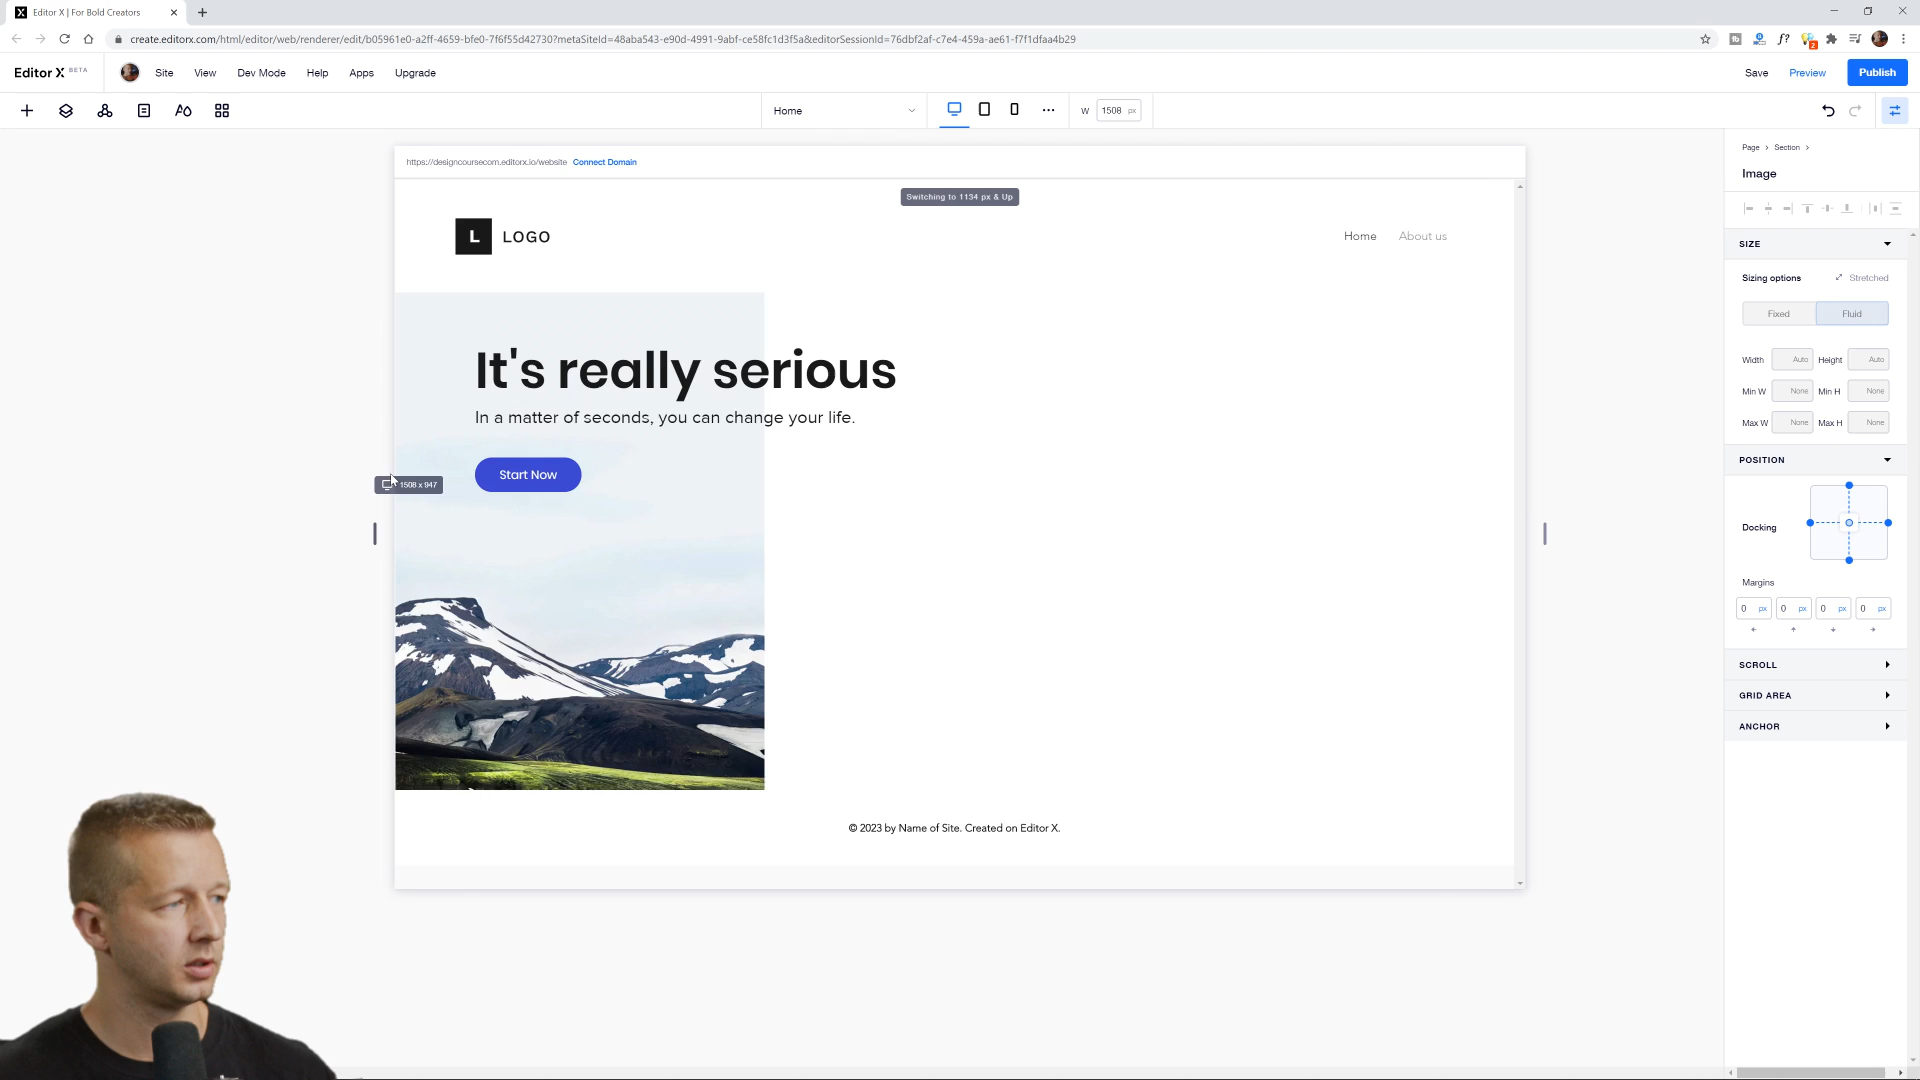 X Editor X | For Bold Creators
create.editorx.com/html/editor/web/renderer/edit/b05961e0-a2ff-4659-bfe0-7f6f55d42730?metaSiteId=48aba543-e90d-4991-9abf-ce58fc1d3f5a&editorSessionId=76dbf2af-c7e4-459a-ae61-f7f1dfaa4b29
f?
2
Editor X BETA
Site View Dev Mode Help Apps Upgrade
Save Preview Publish
Home
W 1508 px
https://designcoursecom.editorx.io/website Connect Domain
Switching to 1134 px & Up
L LOGO
Home About us
It's really serious
In a matter of seconds, you can change your life.
Start Now
1508 x 947
© 2023 by Name of Site. Created on Editor X.
Page > Section >
Image
SIZE
Sizing options Stretched
Fixed Fluid
Width Auto Height Auto
Min W None Min H None
Max W None Max H None
POSITION
Docking
Margins
0 px 0 px 0 px 0 px
SCROLL
GRID AREA
ANCHOR